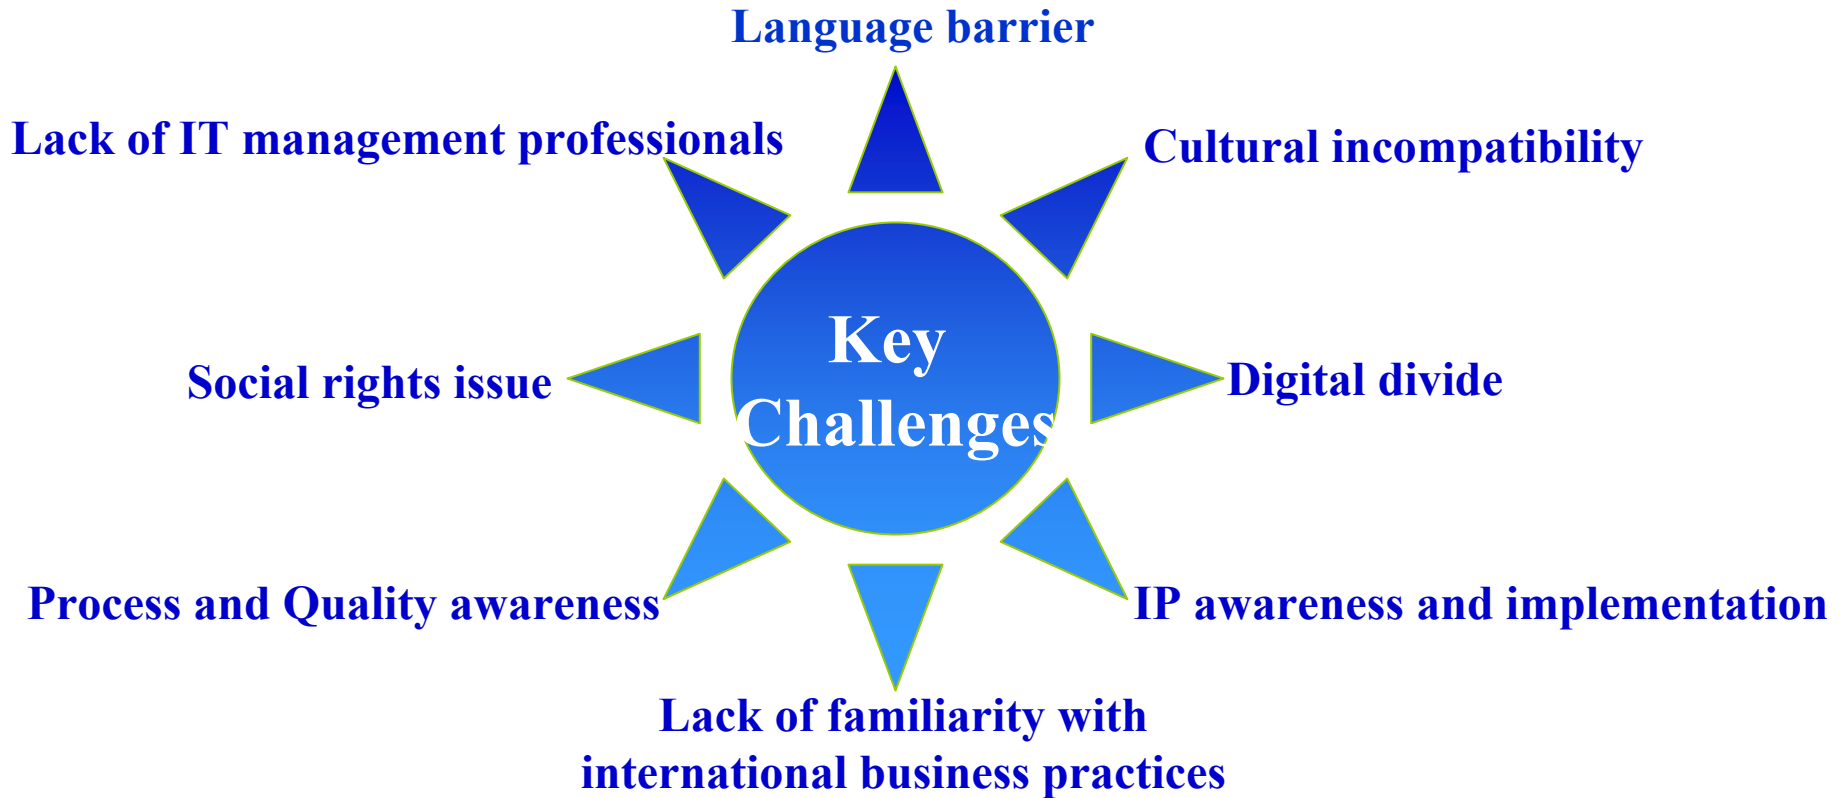 Language barrier
Lack of IT management professionals
Cultural incompatibility
Key
Challenges
Social rights issue
Digital divide
Process and Quality awareness
IP awareness and implementation
Lack of familiarity with
international business practices